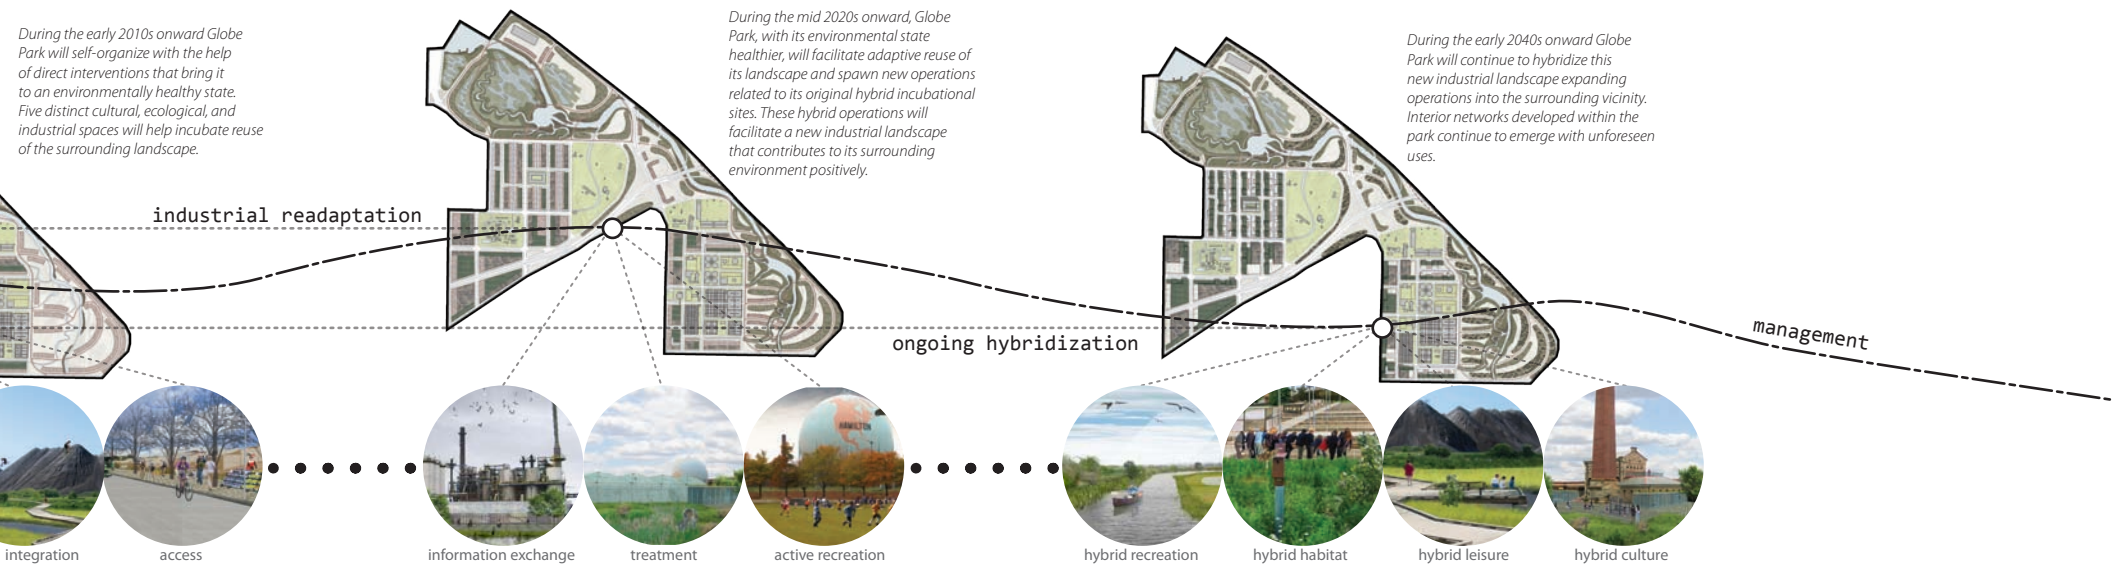 During the early 2010s onward Globe
Park will self-organize with the help
of direct interventions that bring it
to an environmentally healthy state.
Five distinct cultural, ecological, and
industrial spaces will help incubate reuse
of the surrounding landscape.
During the mid 2020s onward, Globe
Park, with its environmental state
healthier, will facilitate adaptive reuse of
its landscape and spawn new operations
related to its original hybrid incubational
sites. These hybrid operations will
facilitate a new industrial landscape
that contributes to its surrounding
environment positively.
During the early 2040s onward Globe
Park will continue to hybridize this
new industrial landscape expanding
operations into the surrounding vicinity.
Interior networks developed within the
park continue to emerge with unforeseen
uses.
industrial readaptation
ongoing hybridization
management
HAMILTON
integration
access
information exchange
treatment
active recreation
hybrid recreation
hybrid habitat
hybrid leisure
hybrid culture